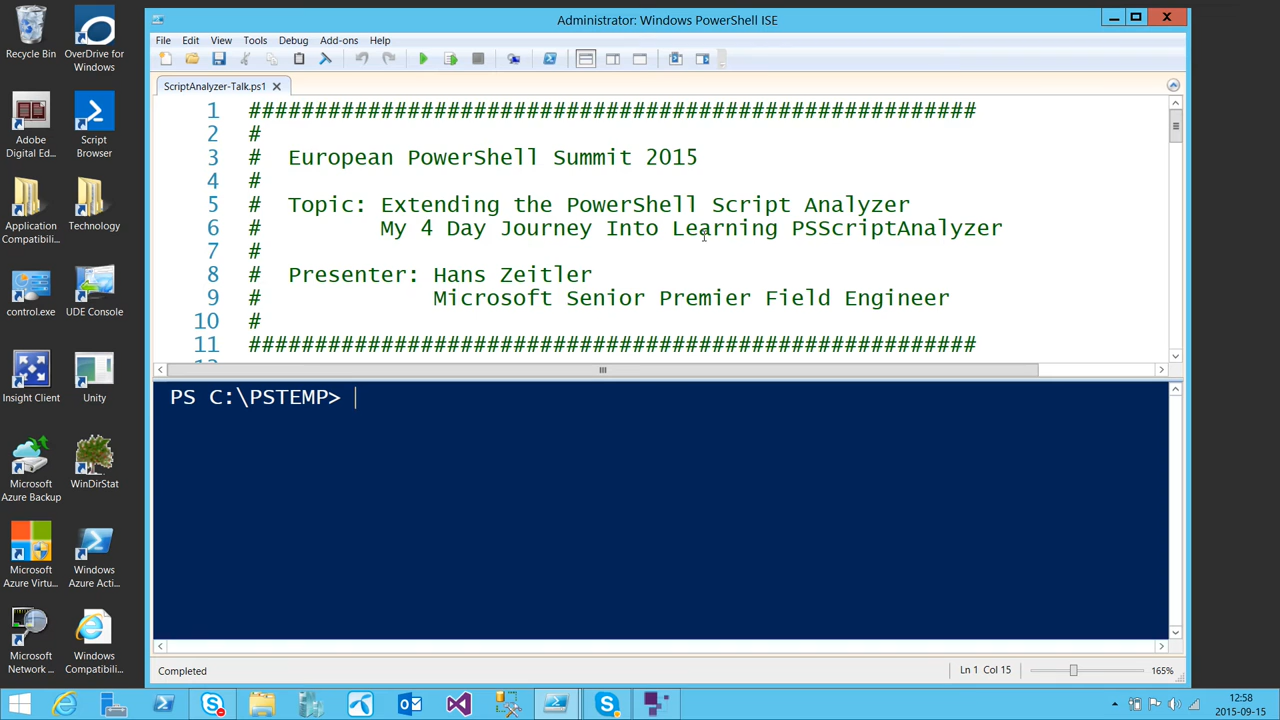 Administrator: Windows PowerShell ISE
File Edit View Tools Debug Add-ons Help
ScriptAnalyzer-Talk.ps1
1 #######################################################
2 #
3 # European PowerShell Summit 2015
4 #
5 # Topic: Extending the PowerShell Script Analyzer
6 # My 4 Day Journey Into Learning PSScriptAnalyzer
7 #
8 # Presenter: Hans Zeitler
9 # Microsoft Senior Premier Field Engineer
10 #
11 #######################################################
PS C:\PSTEMP>
Completed
Ln 1 Col 15
165%
Recycle Bin
OverDrive for
Windows
Adobe
Digital Ed...
Script
Browser
Application
Compatibili...
Technology
control.exe
UDE Console
Insight Client
Unity
Microsoft
Azure Backup
WinDirStat
Microsoft
Azure Virtu...
Windows
Azure Acti...
Microsoft
Network ...
Windows
Compatibili...
12:58
2015-09-15